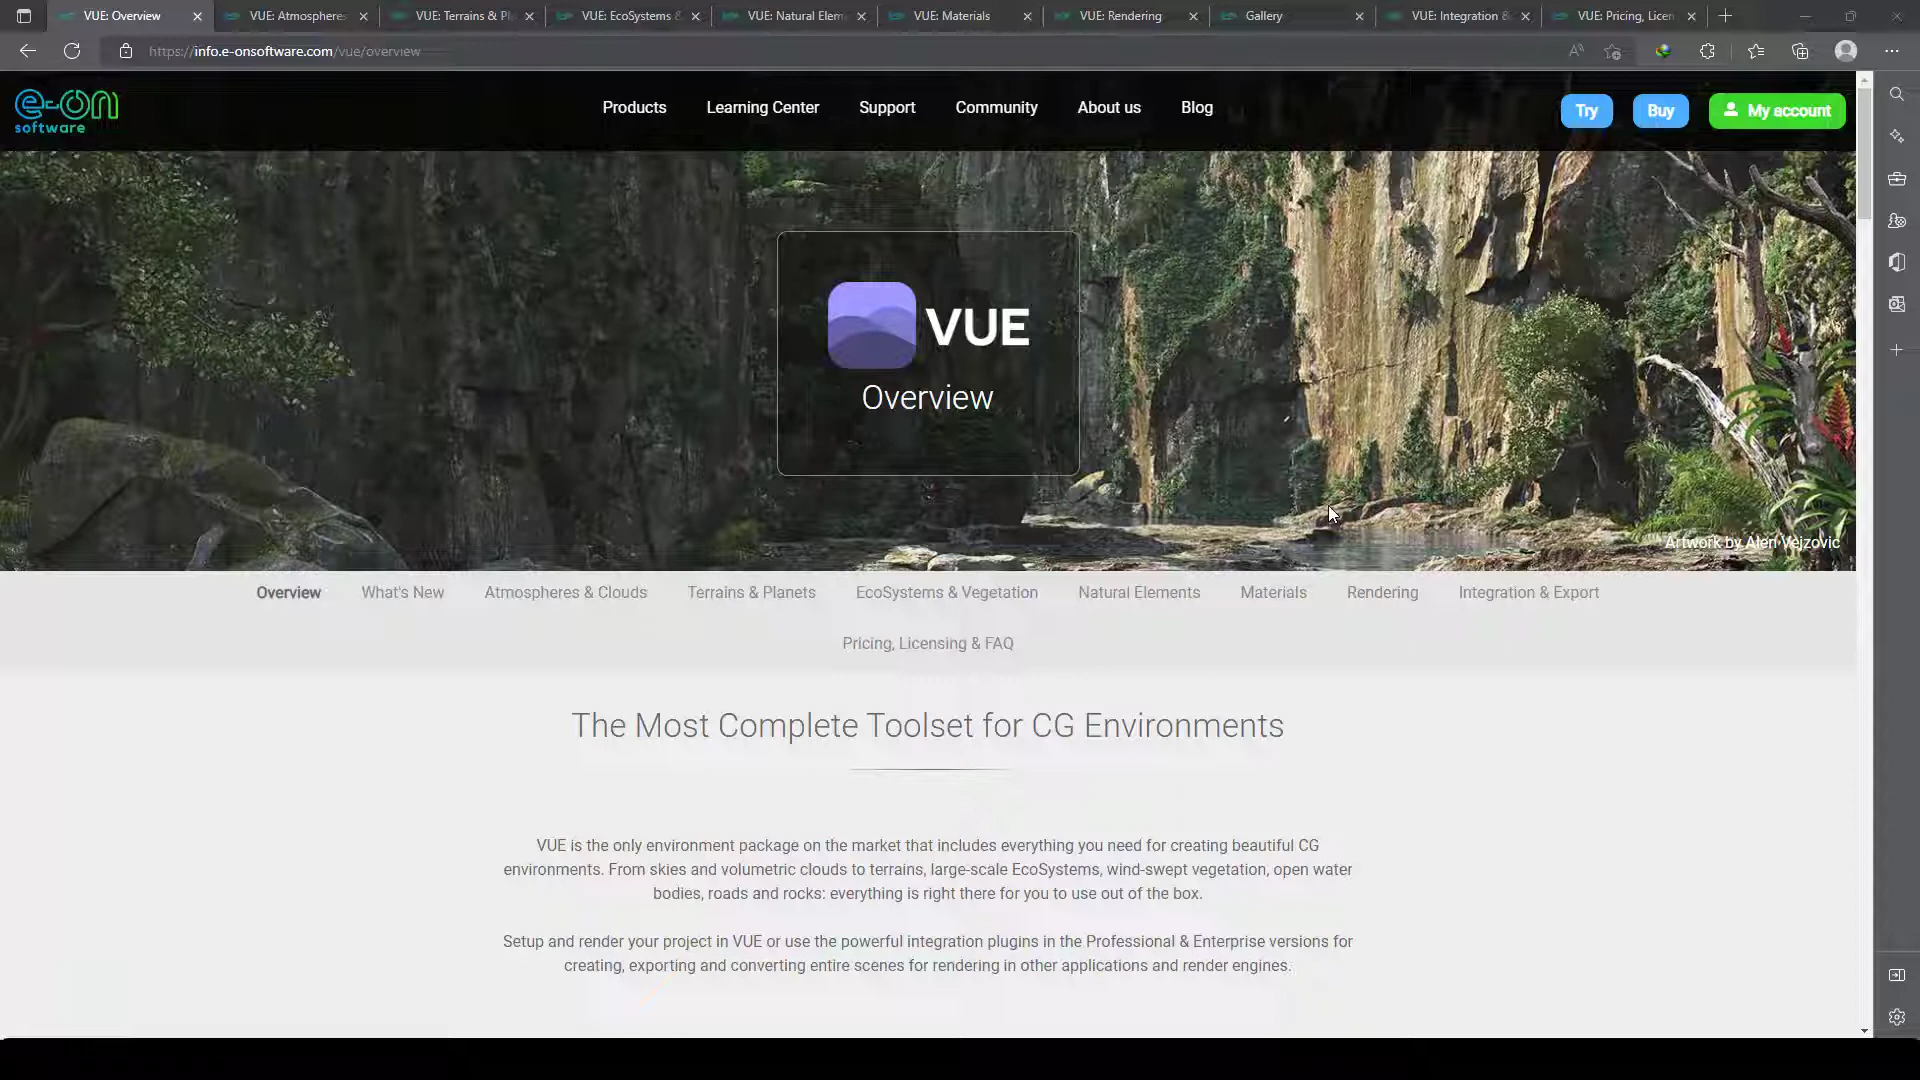 VUE: Overview
VUE: Atmospheres
VUE: Terrains & Pl
VUE: EcoSystems &
VUE: Natural Elem
VUE: Materials
VUE: Rendering
Gallery
VUE: Integration &
VUE: Pricing, Licen
https://info.e-onsoftware.com/vue/overview
e-on software
Products
Learning Center
Support
Community
About us
Blog
Try
Buy
My account
VUE
Overview
Artwork by Alen Vejzovic
Overview
What's New
Atmospheres & Clouds
Terrains & Planets
EcoSystems & Vegetation
Natural Elements
Materials
Rendering
Integration & Export
Pricing, Licensing & FAQ
The Most Complete Toolset for CG Environments
VUE is the only environment package on the market that includes everything you need for creating beautiful CG
environments. From skies and volumetric clouds to terrains, large-scale EcoSystems, wind-swept vegetation, open water
bodies, roads and rocks: everything is right there for you to use out of the box.
Setup and render your project in VUE or use the powerful integration plugins in the Professional & Enterprise versions for
creating, exporting and converting entire scenes for rendering in other applications and render engines.